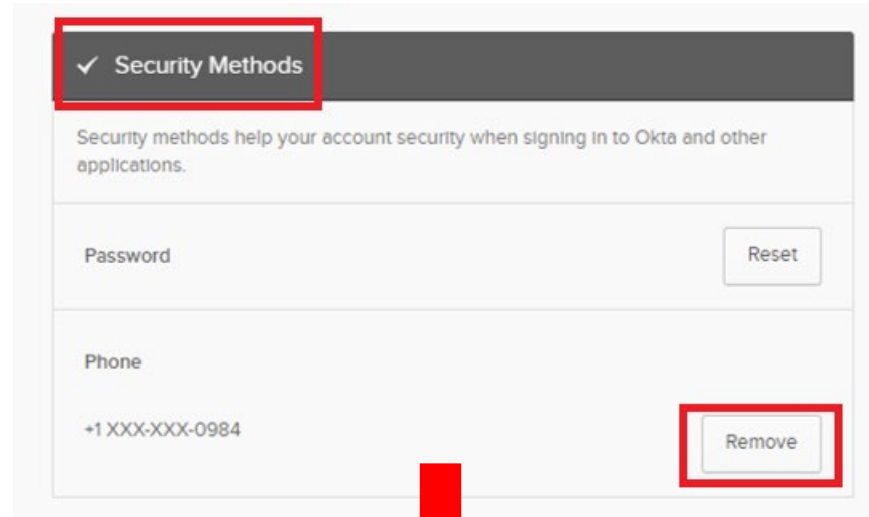 ✓ Security Methods
Security methods help your account security when signing in to Okta and other
applications.
Password
Reset
Phone
+1 XXX-XXX-0984
Remove